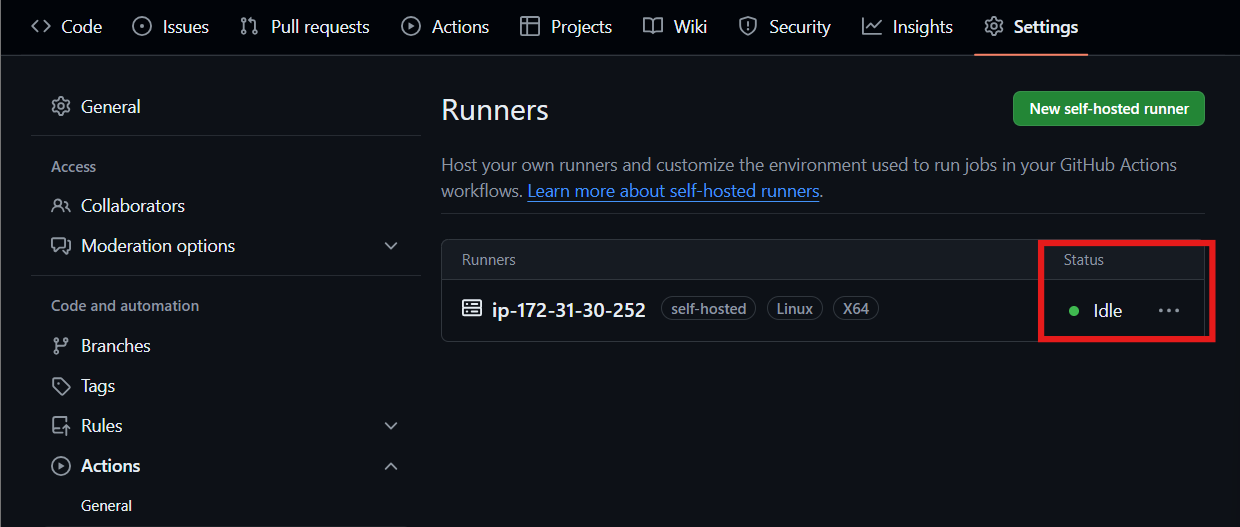 Code Issues Pull requests Actions Projects Wiki Security Insights Settings
General
Access
Collaborators
Moderation options
Code and automation
Branches
Tags
Rules
Actions
General
Runners
New self-hosted runner
Host your own runners and customize the environment used to run jobs in your GitHub Actions
workflows. Learn more about self-hosted runners.
Runners Status
ip-172-31-30-252 self-hosted Linux X64 Idle